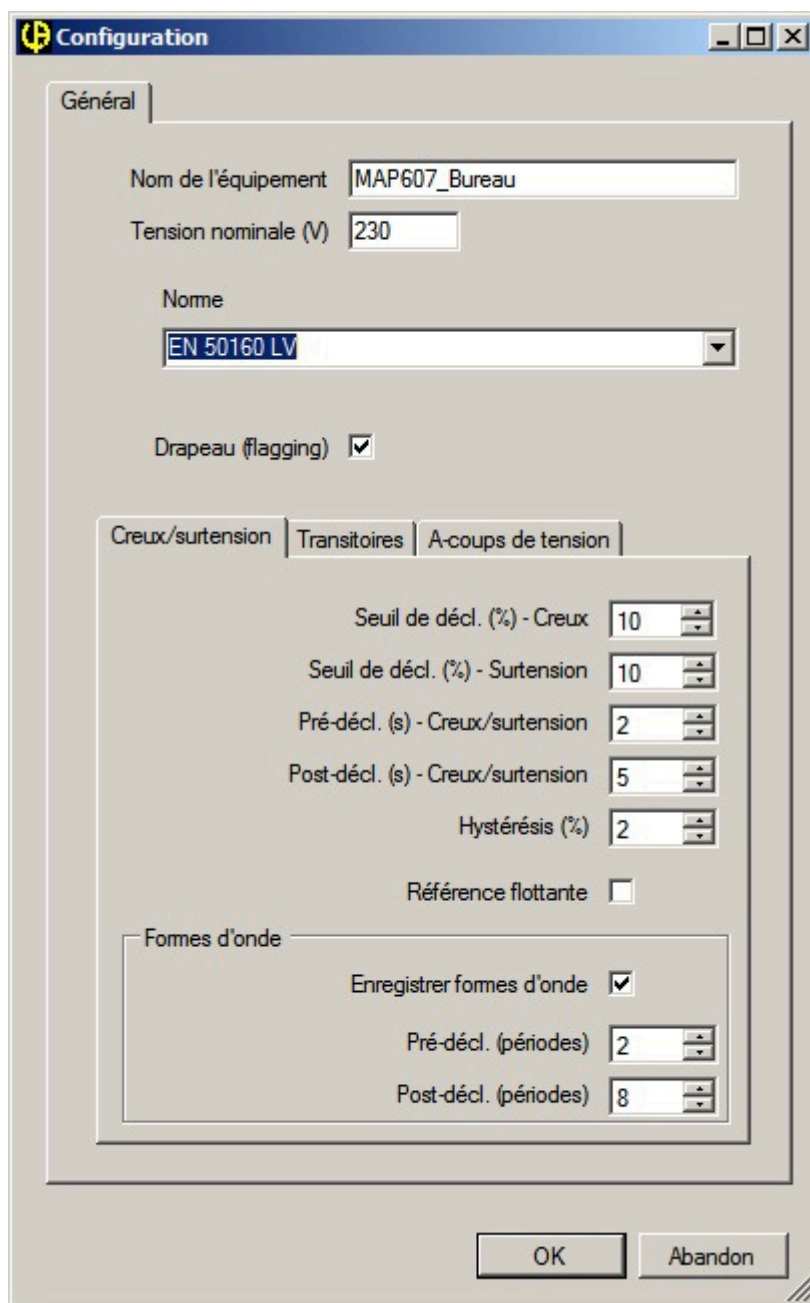 Configuration
Général
Nom de l'équipement MAP607_Bureau
Tension nominale (V) 230
Norme
EN 50160 LV
Drapeau (flagging)
Creux/surtension Transitoires A-coups de tension
Seuil de décl. (%) - Creux 10
Seuil de décl. (%) - Surtension 10
Pré-décl. (s) - Creux/surtension 2
Post-décl. (s) - Creux/surtension 5
Hystérésis (%) 2
Référence flottante
Formes d'onde
Enregistrer formes d'onde
Pré-décl. (périodes) 2
Post-décl. (périodes) 8
OK Abandon